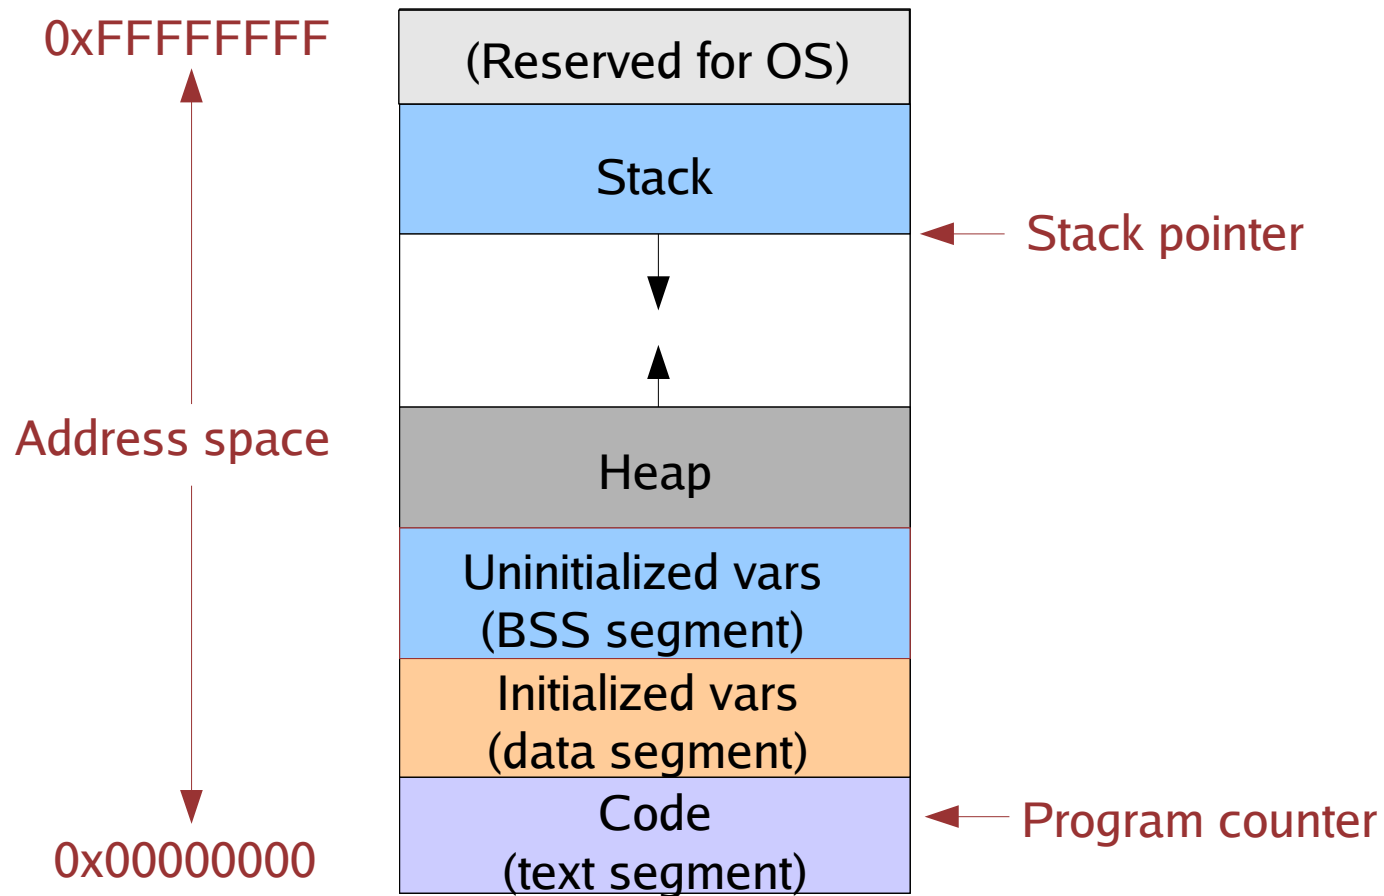 0xFFFFFFFF
(Reserved for OS)
Stack
Stack pointer
Address space
Heap
Uninitialized vars
(BSS segment)
Initialized vars
(data segment)
Code
Program counter
0x00000000
(text segment)